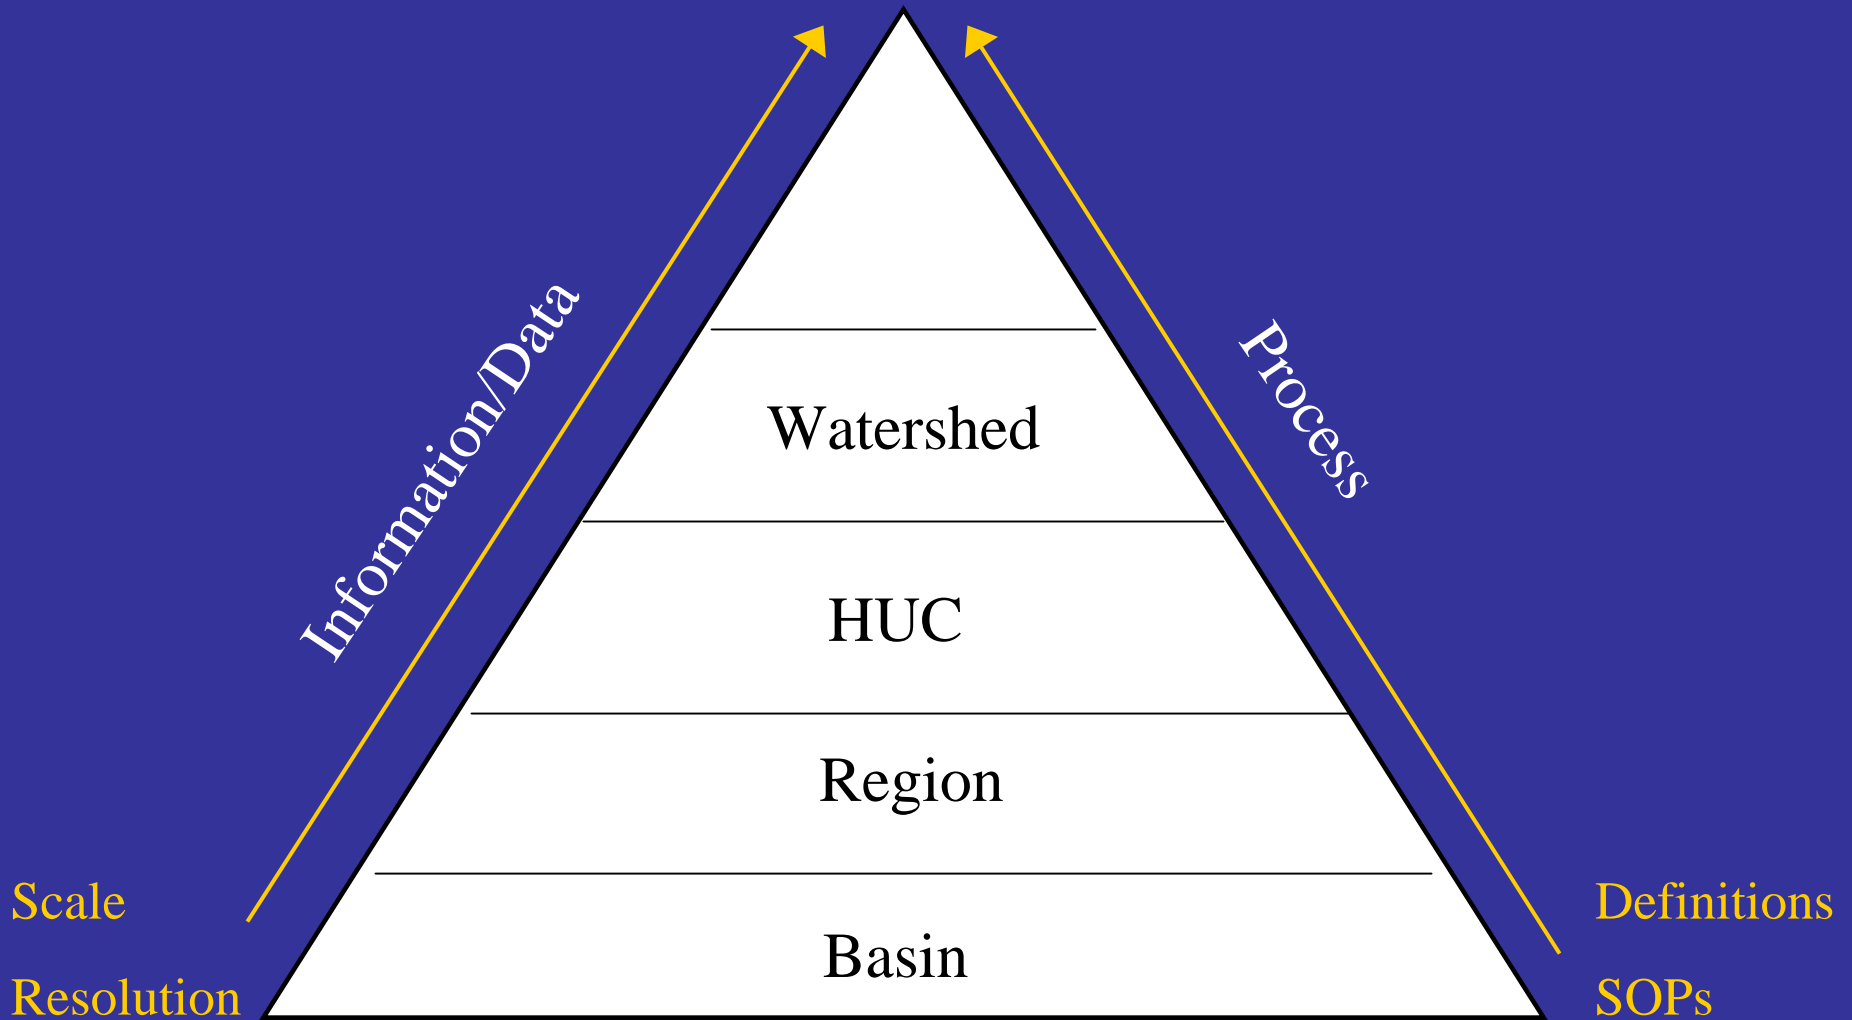 Information/Data
Process
Watershed
HUC
Region
Basin
Scale
Resolution
Definitions
SOPs